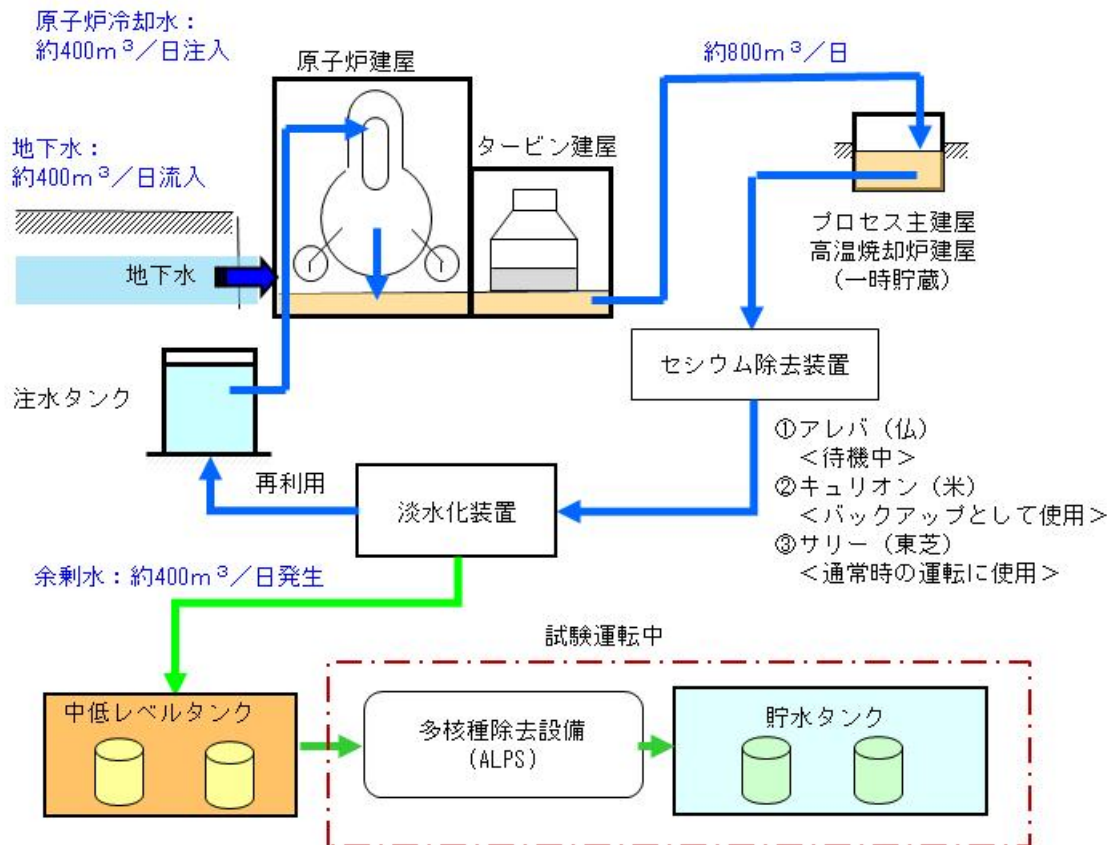 原子炉冷却水：
約400m³／日注入
原子炉建屋
約800m³／日
地下水：
約400m³／日流入
タービン建屋
地下水
プロセス主建屋
高温焼却炉建屋
（一時貯蔵）
セシウム除去装置
注水タンク
①アレバ（仏）
＜待機中＞
②キュリオン（米）
＜バックアップとして使用＞
③サリー（東芝）
＜通常時の運転に使用＞
再利用
淡水化装置
余剰水：約400m³／日発生
試験運転中
中低レベルタンク
多核種除去設備
(ALPS)
貯水タンク